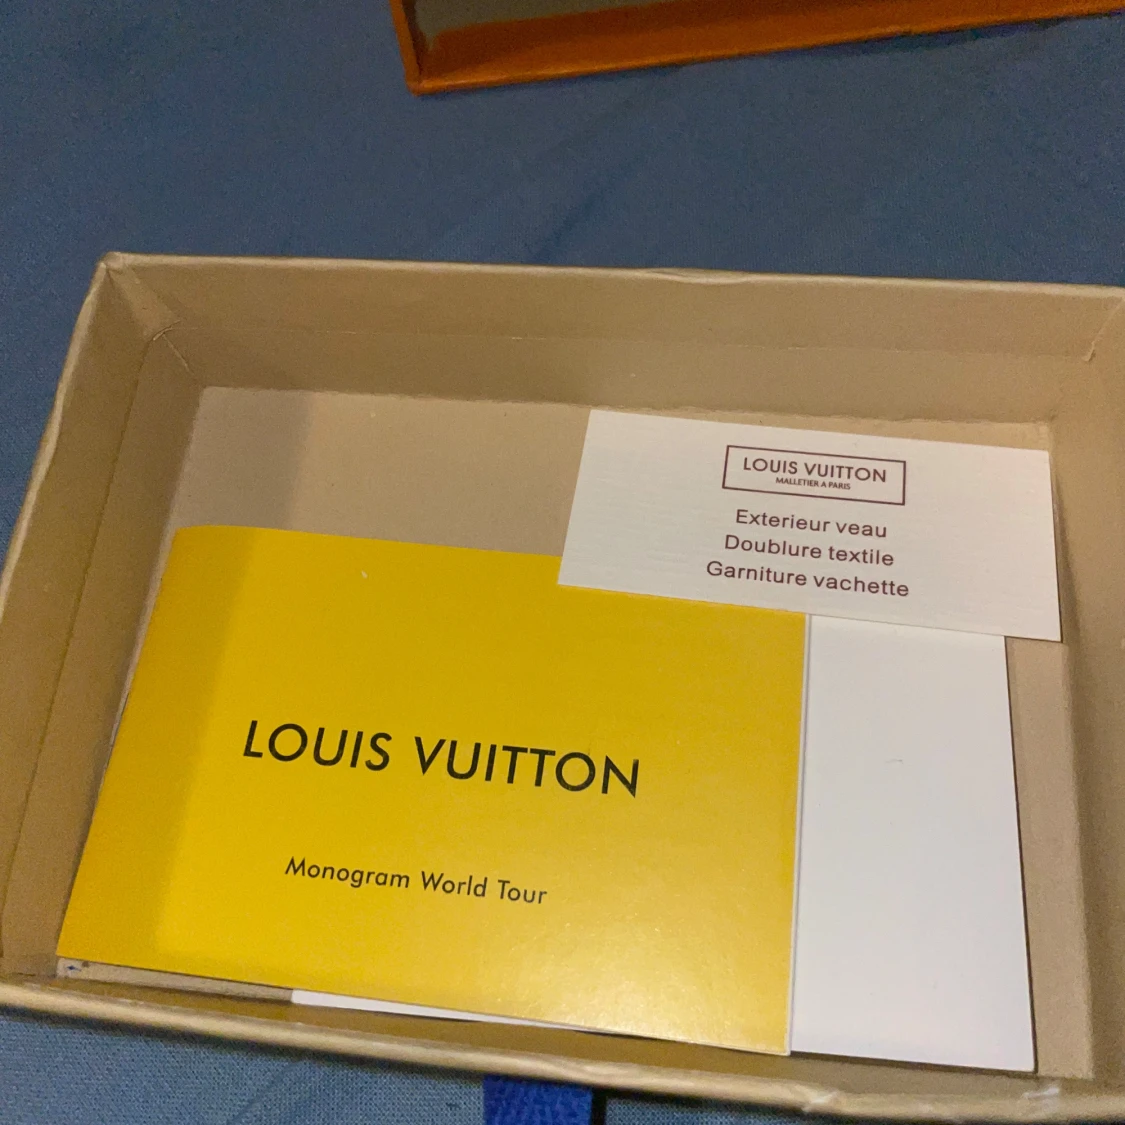 LOUIS VUITTON
MALLETIER A PARIS
Exterieur veau
Doublure textile
Garniture vachette
LOUIS VUITTON
Monogram World Tour